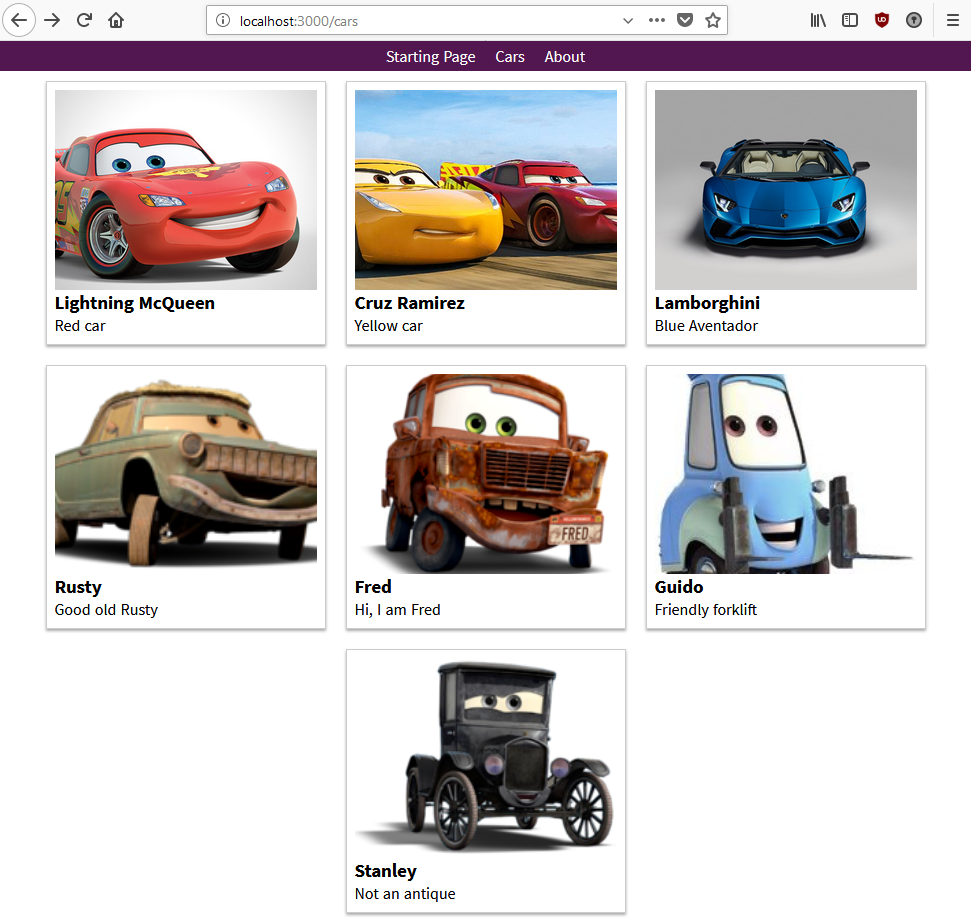 localhost:3000/cars
Starting Page Cars About
Lightning McQueen
Red car
Cruz Ramirez
Yellow car
Lamborghini
Blue Aventador
Rusty
Good old Rusty
FRED
Fred
Hi, I am Fred
Guido
Friendly forklift
Stanley
Not an antique